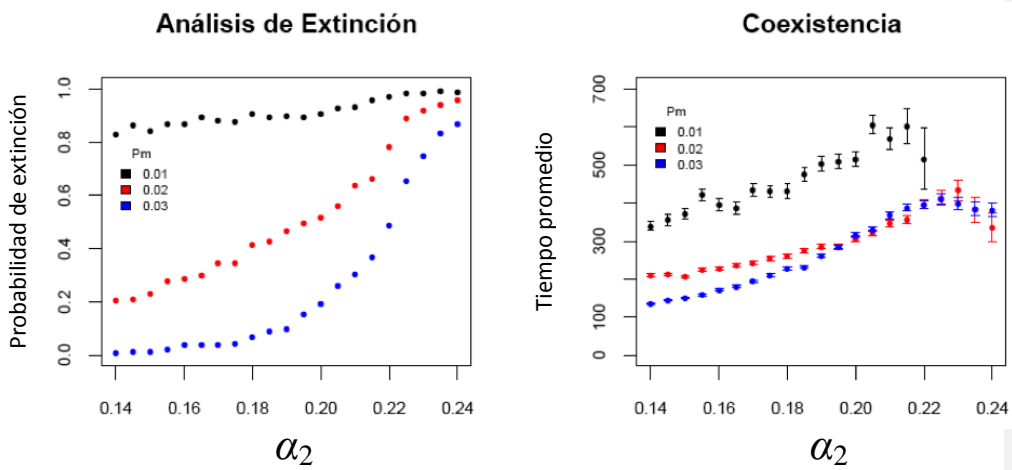 Análisis de Extinción
Probabilidad de extinción
1.0
0.8
0.6
0.4
0.2
0.0
Pm
0.01
0.02
0.03
0.14 0.16 0.18 0.20 0.22 0.24
α2
Coexistencia
Tiempo promedio
700
500
300
100
0
Pm
0.01
0.02
0.03
0.14 0.16 0.18 0.20 0.22 0.24
α2